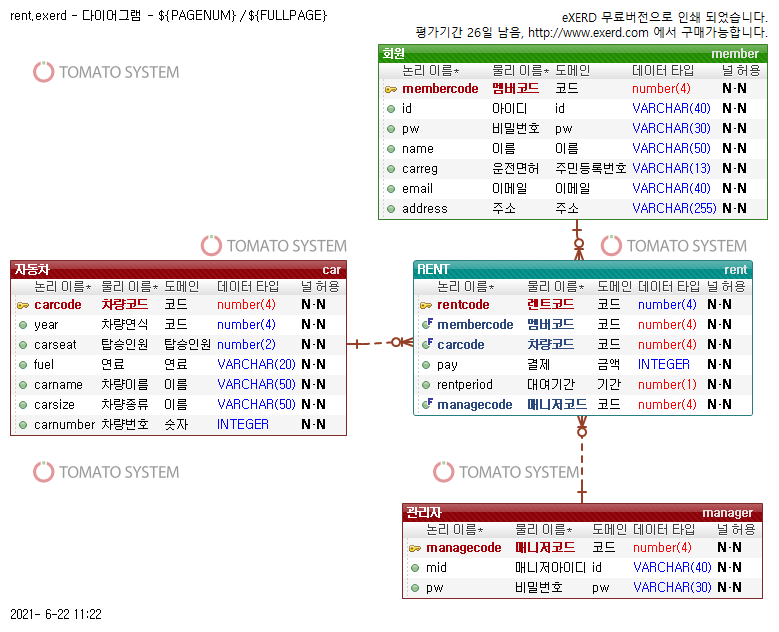 rent,exerd - 다이어그램 - ${PAGENUM} /${FULLPAGE}
eXERD 무료버전으로 인쇄 되었습니다.
평가기간 26일 남음, http://www.exerd.com 에서 구매가능합니다.
TOMATO SYSTEM
회원 member
논리 이름* 물리 이름* 도메인 데이터 타입 널 허용
membercode 멤버코드 코드 number(4) N-N
id 아이디 id VARCHAR(40) N-N
pw 비밀번호 pw VARCHAR(30) N-N
name 이름 이름 VARCHAR(50) N-N
carreg 운전면허 주민등록번호 VARCHAR(13) N-N
email 이메일 이메일 VARCHAR(40) N-N
address 주소 주소 VARCHAR(255) N-N
TOMATO SYSTEM
TOMATO SYSTEM
자동차 car
논리 이름* 물리 이름* 도메인 데이터 타입 널 허용
carcode 차량코드 코드 number(4) N-N
year 차량연식 코드 number(4) N-N
carseat 탑승인원 탑승인원 number(2) N-N
fuel 연료 연료 VARCHAR(20) N-N
carname 차량이름 이름 VARCHAR(50) N-N
carsize 차량종류 이름 VARCHAR(50) N-N
carnumber 차량번호 숫자 INTEGER N-N
RENT rent
논리 이름* 물리 이름* 도메인 데이터 타입 널 허용
rentcode 렌트코드 코드 number(4) N-N
membercode 멤버코드 코드 number(4) N-N
carcode 차량코드 코드 number(4) N-N
pay 결제 금액 INTEGER N-N
rentperiod 대여기간 기간 number(1) N-N
managecode 매니저코드 코드 number(4) N-N
TOMATO SYSTEM
TOMATO SYSTEM
관리자 manager
논리 이름* 물리 이름* 도메인 데이터 타입 널 허용
managecode 매니저코드 코드 number(4) N-N
mid 매니저아이디 id VARCHAR(40) N-N
pw 비밀번호 pw VARCHAR(30) N-N
2021- 6-22 11:22